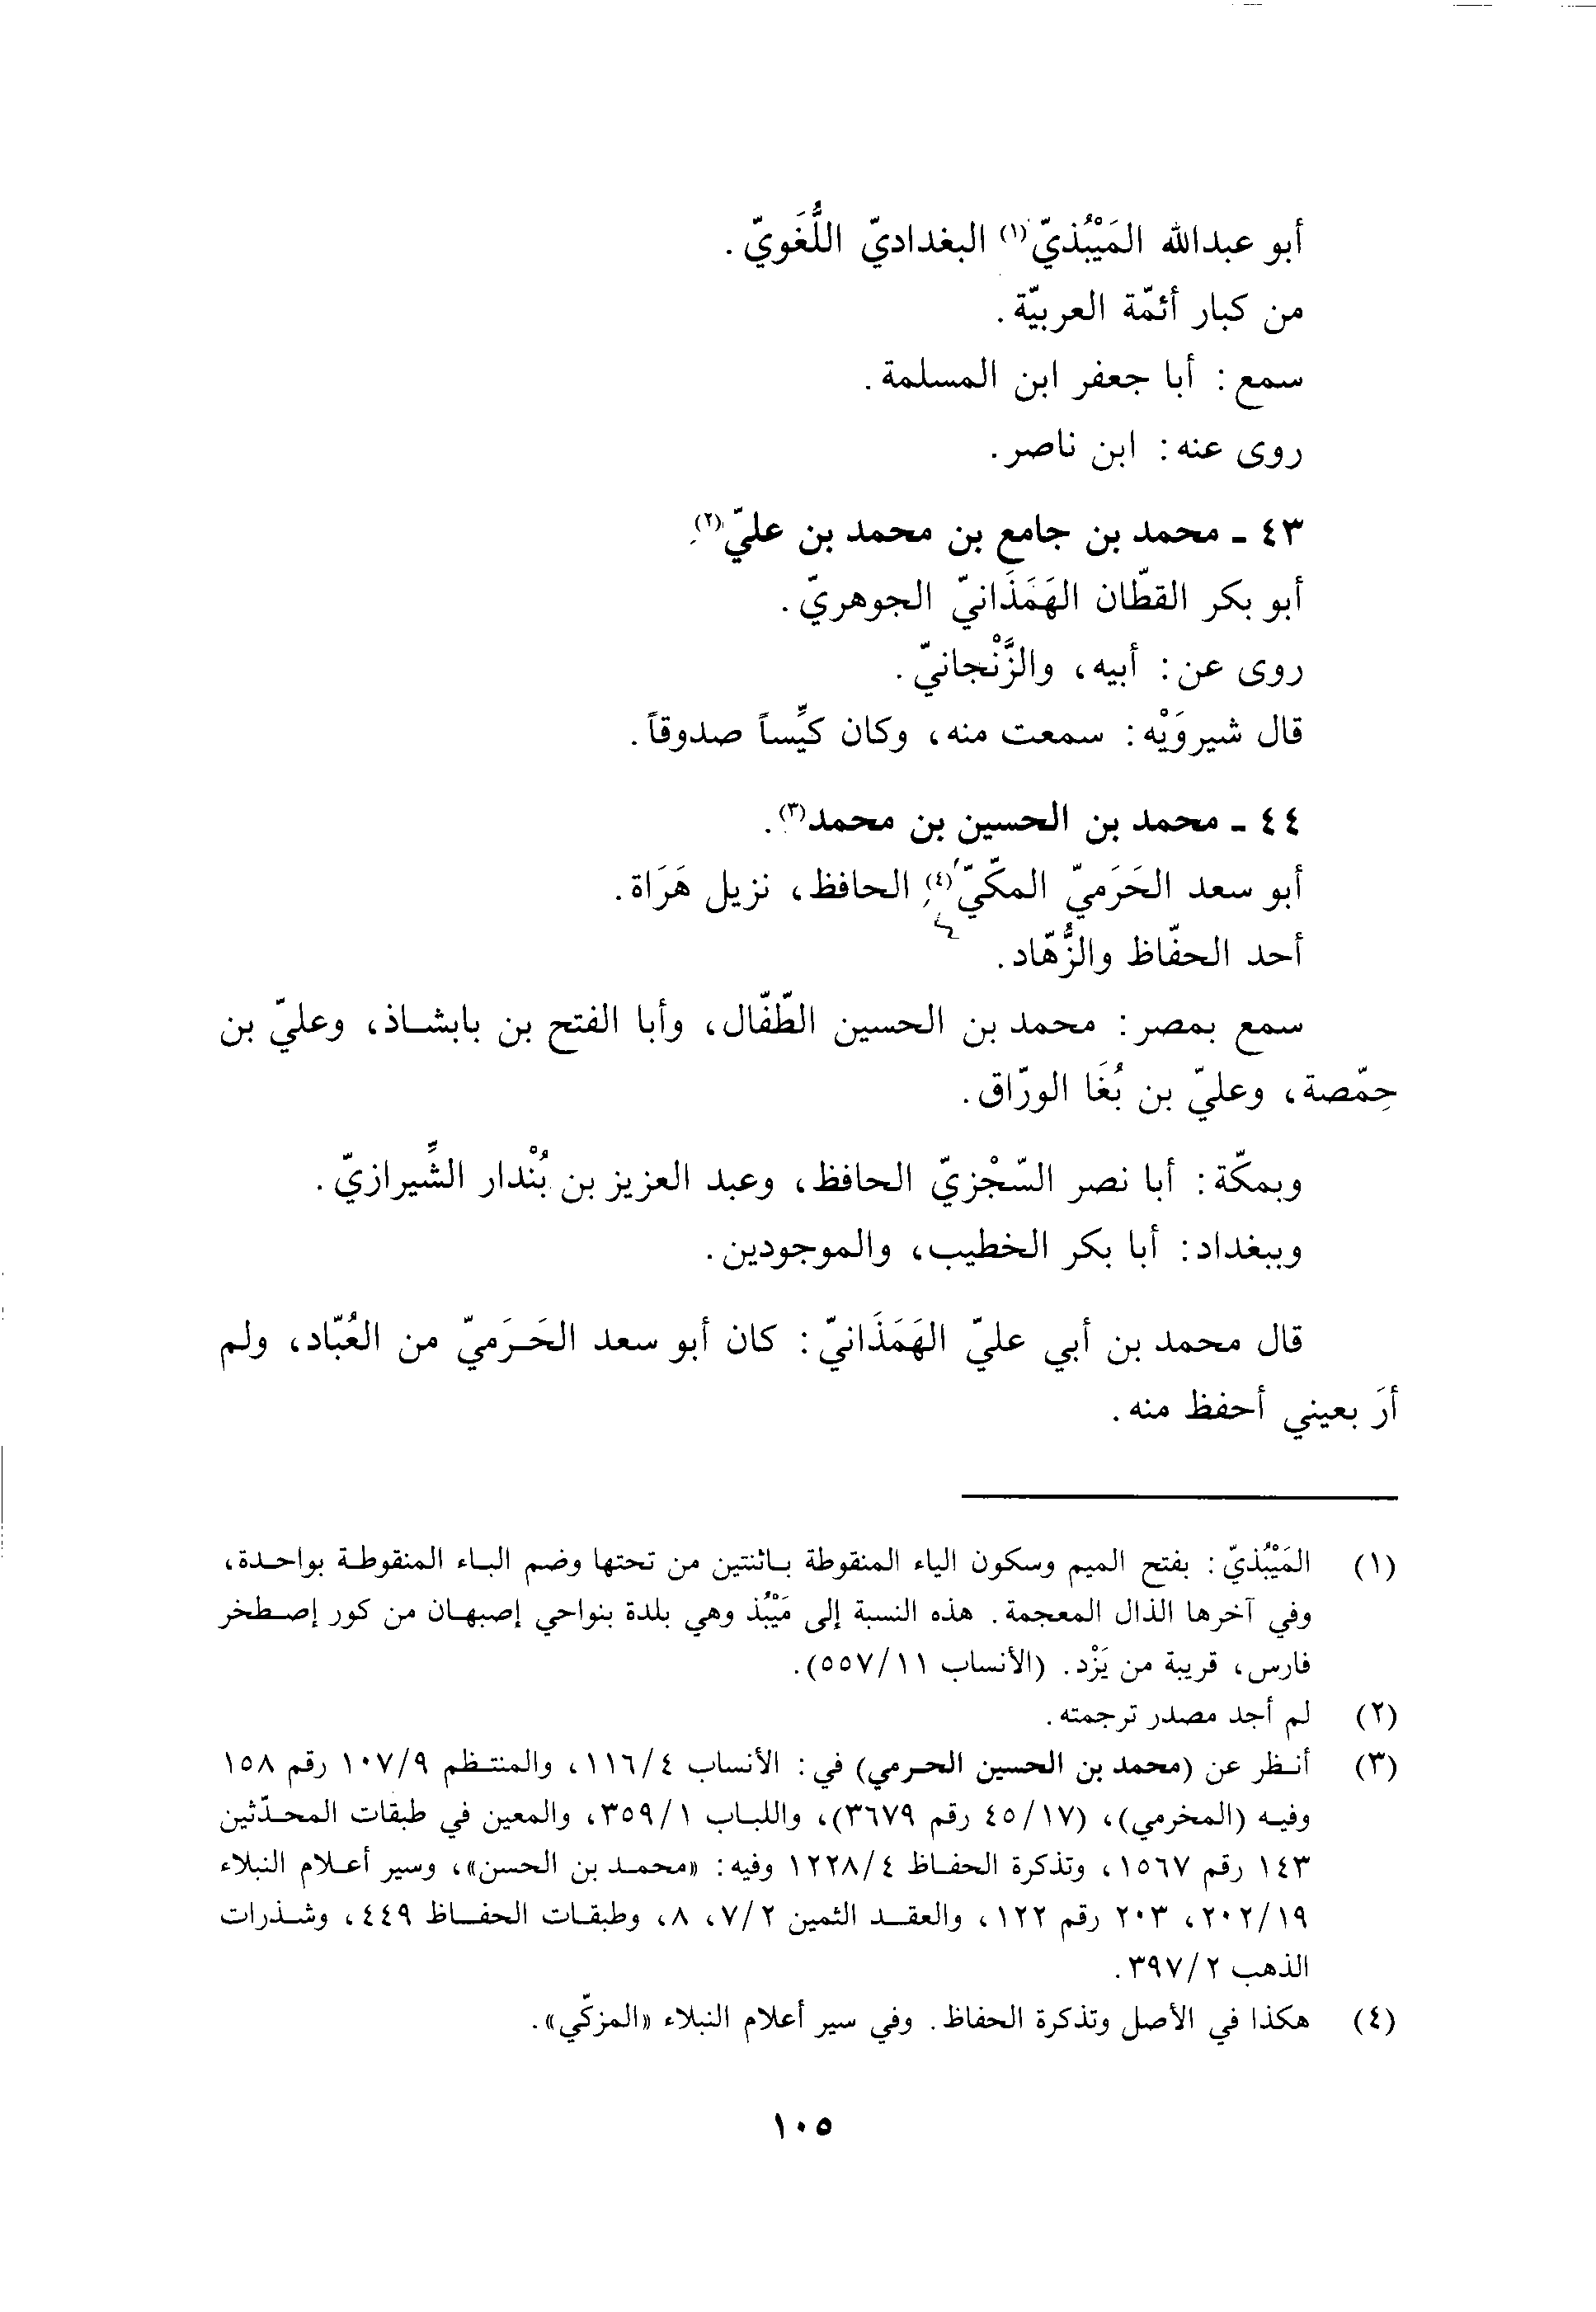 أبو عبدالله المَيْبُذيّ(١) البغداديّ اللُّغَويّ.
من كبار أئمّة العربيّة.
سمع: أبا جعفر ابن المسلمة.
روى عنه: ابن ناصر.
٤٣ ـ محمد بن جامع بن محمد بن عليّ(٢).
أبو بكر القطّان الهَمَذَانيّ الجوهريّ.
روى عن: أبيه، والزَّنْجانيّ.
قال شيروَيْه: سمعت منه، وكان كيِّساً صدوقاً.
٤٤ ـ محمد بن الحسين بن محمد(٣).
أبو سعد الحَرَميّ المكّيّ(٤) الحافظ، نزيل هَرَاة.
أحد الحفّاظ والزُّهّاد.
سمع بمصر: محمد بن الحسين الطّفّال، وأبا الفتح بن بابشاذ، وعليّ بن
حِمّصة، وعليّ بن بُغَا الورّاق.
وبمكّة: أبا نصر السّجْزيّ الحافظ، وعبد العزيز بن بُنْدار الشِّيرازيّ.
وببغداد: أبا بكر الخطيب، والموجودين.
قال محمد بن أبي عليّ الهَمَذَانيّ: كان أبو سعد الحَرَميّ من العُبّاد، ولم
أرَ بعيني أحفظ منه.
(١) المَيْبُذيّ: بفتح الميم وسكون الياء المنقوطة باثنتين من تحتها وضم الباء المنقوطة بواحدة،
وفي آخرها الذال المعجمة. هذه النسبة إلى مَيْبُذ وهي بلدة بنواحي إصبهان من كور إصطخر
فارس، قريبة من يَزْد. (الأنساب ٥٥٧/١١).
(٢) لم أجد مصدر ترجمته.
(٣) أنظر عن (محمد بن الحسين الحرمي) في: الأنساب ١١٦/٤، والمنتظم ١٠٧/٩ رقم ١٥٨
وفيه (المخرمي)، (٤٥/١٧ رقم ٣٦٧٩)، واللباب ٣٥٩/١، والمعين في طبقات المحدّثين
١٤٣ رقم ١٥٦٧، وتذكرة الحفاظ ١٢٢٨/٤ وفيه: «محمد بن الحسن»، وسير أعلام النبلاء
٢٠٢/١٩، ٢٠٣ رقم ١٢٢، والعقد الثمين ٧/٢، ٨، وطبقات الحفاظ ٤٤٩، وشذرات
الذهب ٣٩٧/٢.
(٤) هكذا في الأصل وتذكرة الحفاظ. وفي سير أعلام النبلاء «المزكّي».
١٠٥